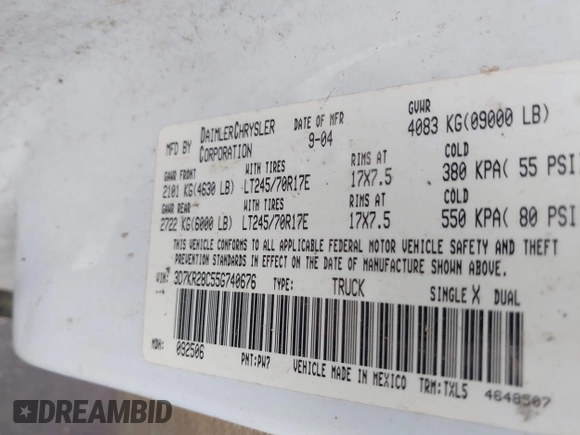 MFD BY DAIMLERCHRYSLER CORPORATION DATE OF MFR 9-04 GVWR 4083 KG(09000 LB)
GAWR FRONT WITH TIRES RIMS AT COLD
2101 KG(4630 LB) LT245/70R17E 17X7.5 380 KPA( 55 PSI
GAWR REAR WITH TIRES RIMS AT COLD
2722 KG(6000 LB) LT245/70R17E 17X7.5 550 KPA( 80 PSI
THIS VEHICLE CONFORMS TO ALL APPLICABLE FEDERAL MOTOR VEHICLE SAFETY AND THEFT
PREVENTION STANDARDS IN EFFECT ON THE DATE OF MANUFACTURE SHOWN ABOVE.
VIN: 3D7KR28C55G740676 TYPE: TRUCK SINGLE X DUAL
MDH: 092506 PNT:PW7 VEHICLE MADE IN MEXICO TRM:TXL5 4648507
DREAMBID